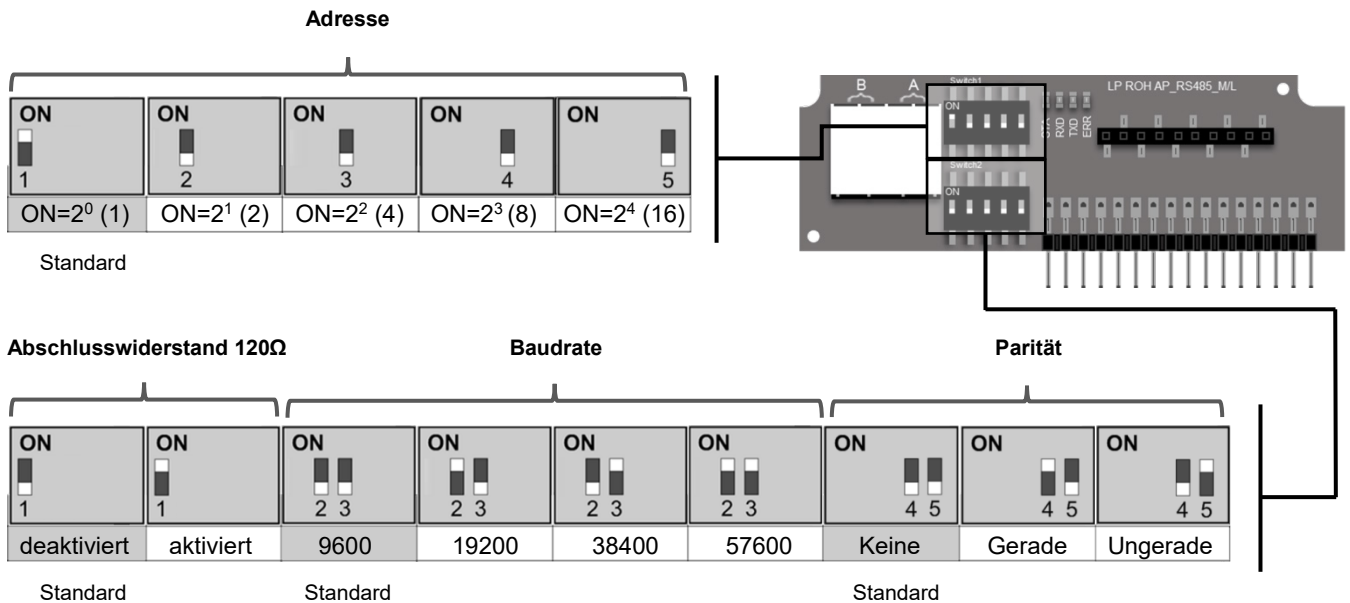 Adresse
ON ON ON ON ON
1 2 3 4 5
ON=2⁰ (1) ON=2¹ (2) ON=2² (4) ON=2³ (8) ON=2⁴ (16)
Standard
B A Switch1 LP ROH AP_RS485_M/L
ON
STA RXD TXD ERR
Switch2
ON
Abschlusswiderstand 120Ω Baudrate Parität
ON ON ON ON ON ON ON ON ON
1 1 2 3 2 3 2 3 2 3 4 5 4 5 4 5
deaktiviert aktiviert 9600 19200 38400 57600 Keine Gerade Ungerade
Standard Standard Standard